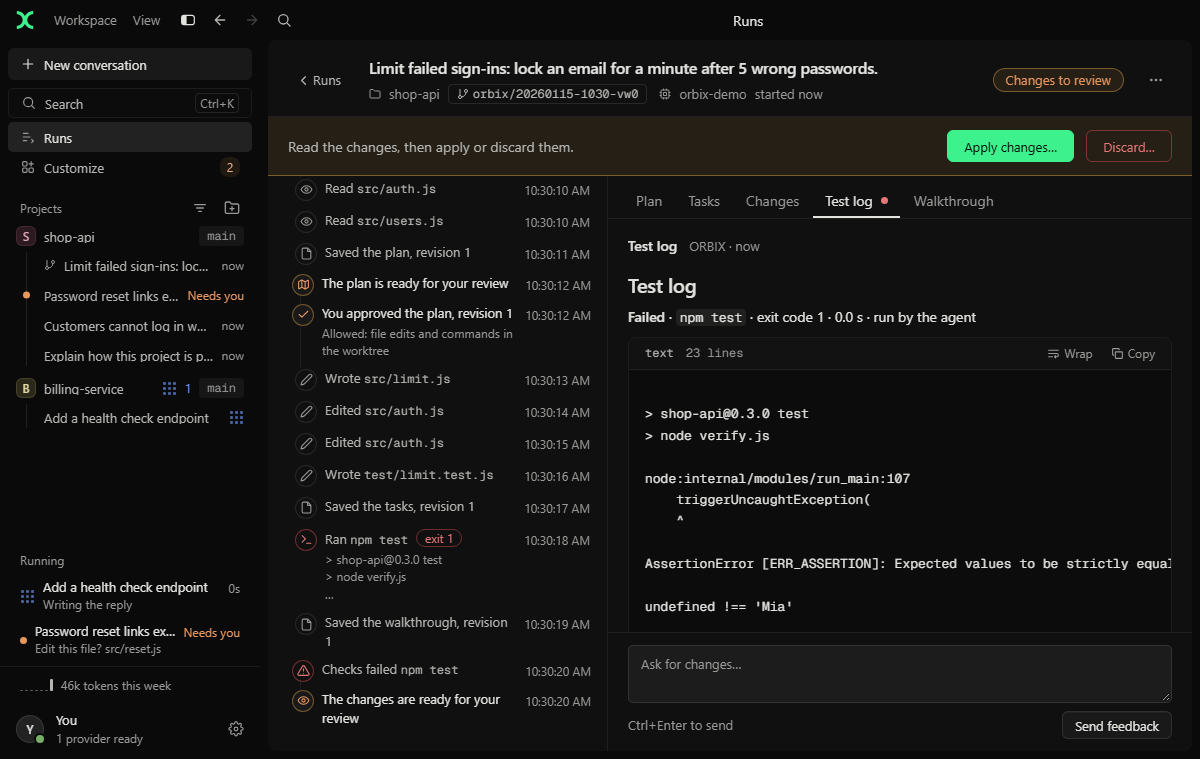 Workspace View
Runs
New conversation
Search Ctrl+K
Runs
Customize 2
Projects
S shop-api main
Limit failed sign-ins: loc... now
Password reset links e... Needs you
Customers cannot log in w... now
Explain how this project is p... now
B billing-service 1 main
Add a health check endpoint
Running
Add a health check endpoint 0s
Writing the reply
Password reset links ex... Needs you
Edit this file? src/reset.js
46k tokens this week
Y You
1 provider ready
Runs
Limit failed sign-ins: lock an email for a minute after 5 wrong passwords.
shop-api orbix/20260115-1030-vw0 orbix-demo started now
Changes to review
Read the changes, then apply or discard them.
Apply changes... Discard...
Read src/auth.js 10:30:10 AM
Read src/users.js 10:30:10 AM
Saved the plan, revision 1 10:30:11 AM
The plan is ready for your review 10:30:12 AM
You approved the plan, revision 1 10:30:12 AM
Allowed: file edits and commands in
the worktree
Wrote src/limit.js 10:30:13 AM
Edited src/auth.js 10:30:14 AM
Edited src/auth.js 10:30:15 AM
Wrote test/limit.test.js 10:30:16 AM
Saved the tasks, revision 1 10:30:17 AM
Ran npm test exit 1 10:30:18 AM
> shop-api@0.3.0 test
> node verify.js
...
Saved the walkthrough, revision 10:30:19 AM
1
Checks failed npm test 10:30:20 AM
The changes are ready for your 10:30:20 AM
review
Plan Tasks Changes Test log Walkthrough
Test log ORBIX · now
Test log
Failed · npm test · exit code 1 · 0.0 s · run by the agent
text 23 lines Wrap Copy
> shop-api@0.3.0 test
> node verify.js
node:internal/modules/run_main:107
triggerUncaughtException(
^
AssertionError [ERR_ASSERTION]: Expected values to be strictly equal
undefined !== 'Mia'
Ask for changes...
Ctrl+Enter to send Send feedback